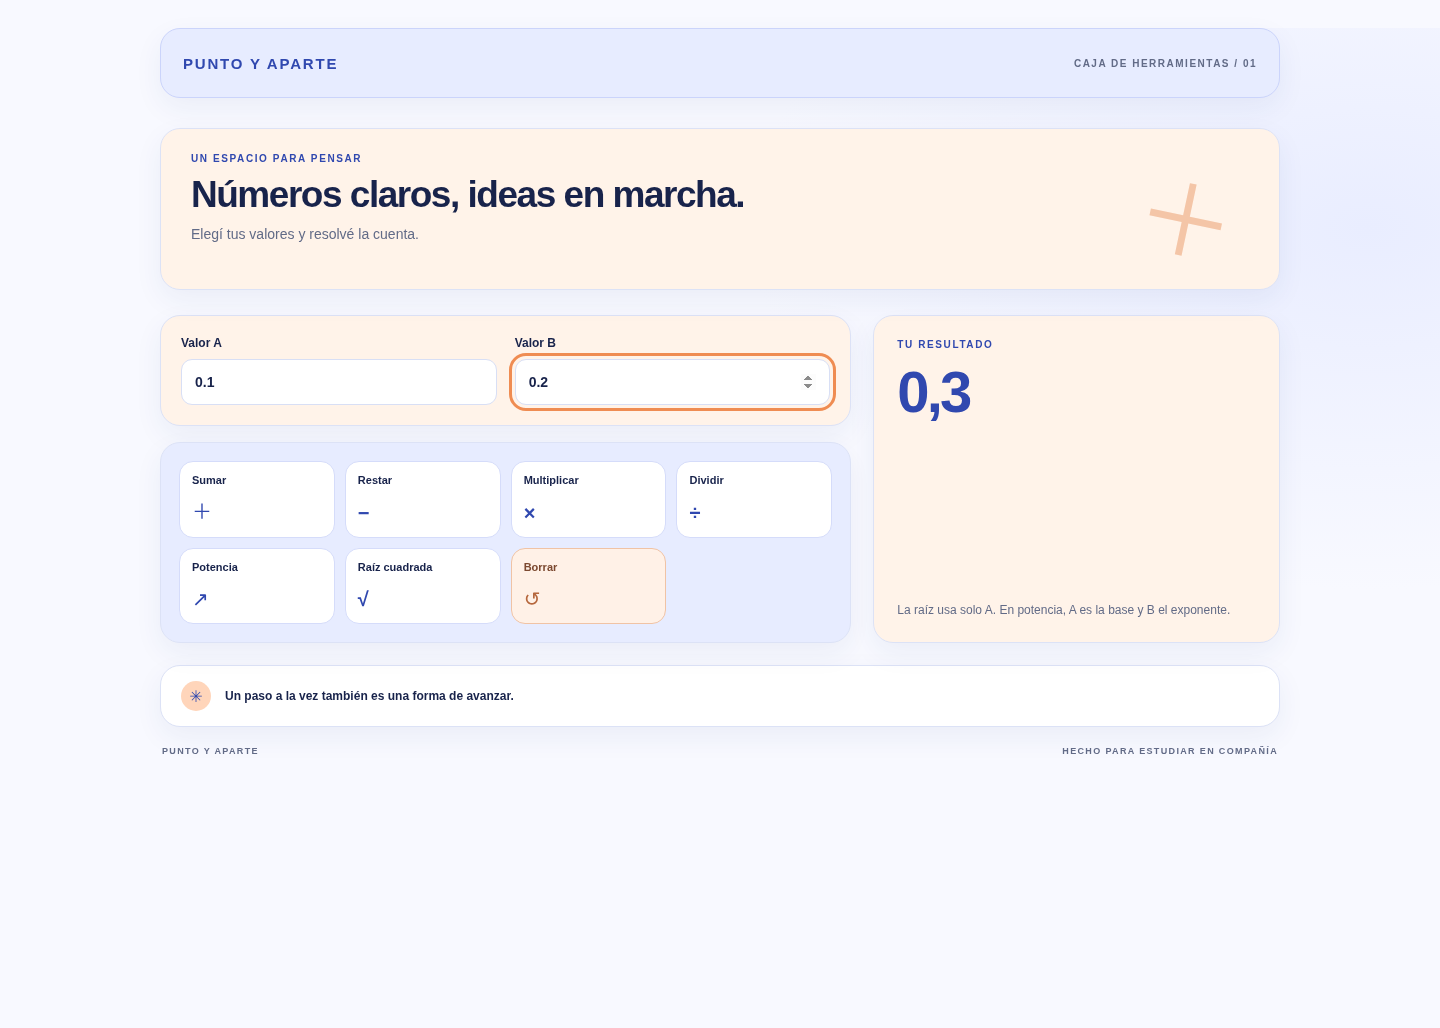 PUNTO Y APARTE
CAJA DE HERRAMIENTAS / 01
UN ESPACIO PARA PENSAR
Números claros, ideas en marcha.
Elegí tus valores y resolvé la cuenta.
Valor A
Valor B
0.1
0.2
TU RESULTADO
0,3
Sumar
+
Restar
−
Multiplicar
×
Dividir
÷
Potencia
↗
Raíz cuadrada
√
Borrar
↺
La raíz usa solo A. En potencia, A es la base y B el exponente.
✳ Un paso a la vez también es una forma de avanzar.
PUNTO Y APARTE
HECHO PARA ESTUDIAR EN COMPAÑÍA